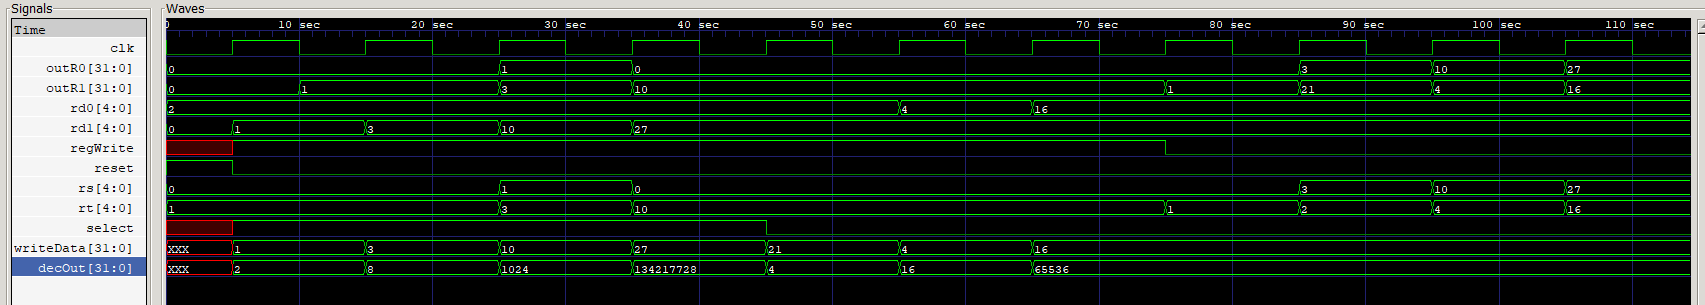 Signals Waves
Time 0 10 sec 20 sec 30 sec 40 sec 50 sec 60 sec 70 sec 80 sec 90 sec 100 sec 110 sec
clk
outR0[31:0] 0 1 0 3 10 27
outR1[31:0] 0 1 3 10 1 21 4 16
rd0[4:0] 2 4 16
rd1[4:0] 0 1 3 10 27
regWrite
reset
rs[4:0] 0 1 0 3 10 27
rt[4:0] 1 3 10 1 2 4 16
select
writeData[31:0] XXX 1 3 10 27 21 4 16
decOut[31:0] XXX 2 8 1024 134217728 4 16 65536